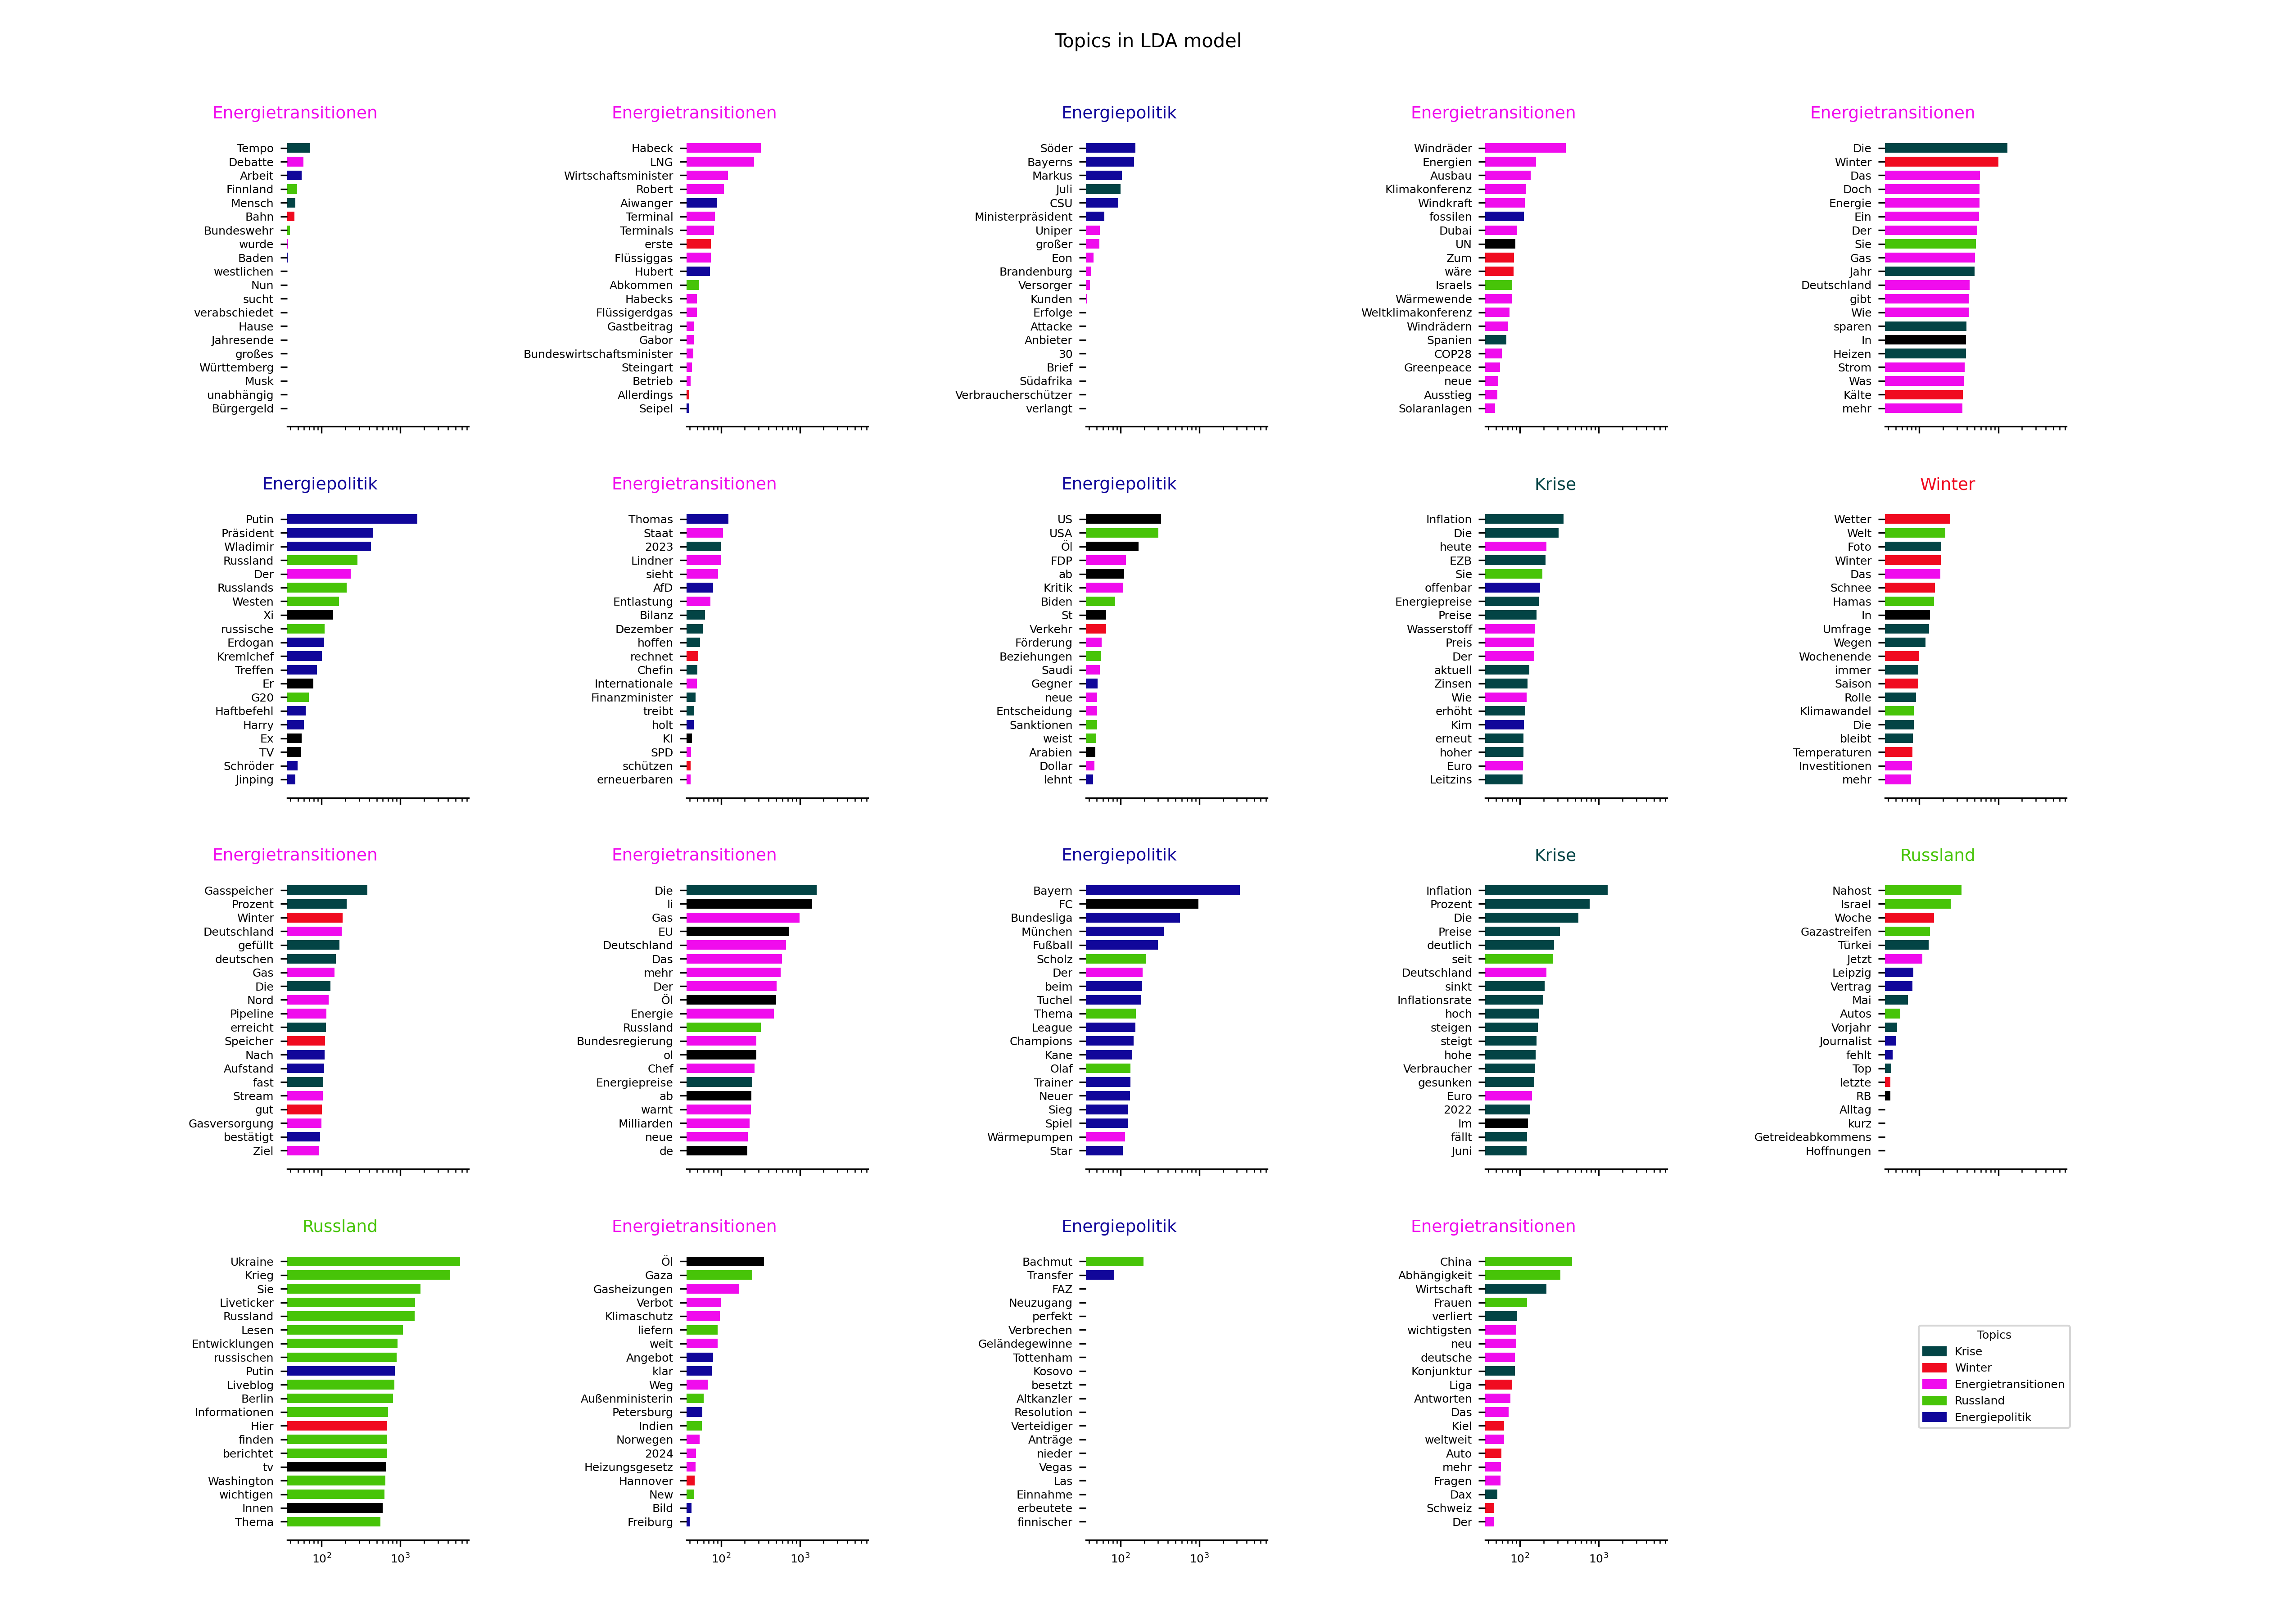 Topics in LDA model
Energietransitionen
Tempo
Debatte
Arbeit
Finnland
Mensch
Bahn
Bundeswehr
wurde
Baden
westlichen
Nun
sucht
verabschiedet
Hause
Jahresende
großes
Württemberg
Musk
unabhängig
Bürgergeld
Energietransitionen
Habeck
LNG
Wirtschaftsminister
Robert
Aiwanger
Terminal
Terminals
erste
Flüssiggas
Hubert
Abkommen
Habecks
Flüssigerdgas
Gastbeitrag
Gabor
Bundeswirtschaftsminister
Steingart
Betrieb
Allerdings
Seipel
Energiepolitik
Söder
Bayerns
Markus
Juli
CSU
Ministerpräsident
Uniper
großer
Eon
Brandenburg
Versorger
Kunden
Erfolge
Attacke
Anbieter
30
Brief
Südafrika
Verbraucherschützer
verlangt
Energietransitionen
Windräder
Energien
Ausbau
Klimakonferenz
Windkraft
fossilen
Dubai
UN
Zum
wäre
Israels
Wärmewende
Weltklimakonferenz
Windrädern
Spanien
COP28
Greenpeace
neue
Ausstieg
Solaranlagen
Energietransitionen
Die
Winter
Das
Doch
Energie
Ein
Der
Sie
Gas
Jahr
Deutschland
gibt
Wie
sparen
In
Heizen
Strom
Was
Kälte
mehr
Energiepolitik
Putin
Präsident
Wladimir
Russland
Der
Russlands
Westen
Xi
russische
Erdogan
Kremlchef
Treffen
Er
G20
Haftbefehl
Harry
Ex
TV
Schröder
Jinping
Energietransitionen
Thomas
Staat
2023
Lindner
sieht
AfD
Entlastung
Bilanz
Dezember
hoffen
rechnet
Chefin
Internationale
Finanzminister
treibt
holt
KI
SPD
schützen
erneuerbaren
Energiepolitik
US
USA
Öl
FDP
ab
Kritik
Biden
St
Verkehr
Förderung
Beziehungen
Saudi
Gegner
neue
Entscheidung
Sanktionen
weist
Arabien
Dollar
lehnt
Krise
Inflation
Die
heute
EZB
Sie
offenbar
Energiepreise
Preise
Wasserstoff
Preis
Der
aktuell
Zinsen
Wie
erhöht
Kim
erneut
hoher
Euro
Leitzins
Winter
Wetter
Welt
Foto
Winter
Das
Schnee
Hamas
In
Umfrage
Wegen
Wochenende
immer
Saison
Rolle
Klimawandel
Die
bleibt
Temperaturen
Investitionen
mehr
Energietransitionen
Gasspeicher
Prozent
Winter
Deutschland
gefüllt
deutschen
Gas
Die
Nord
Pipeline
erreicht
Speicher
Nach
Aufstand
fast
Stream
gut
Gasversorgung
bestätigt
Ziel
Energietransitionen
Die
li
Gas
EU
Deutschland
Das
mehr
Der
Öl
Energie
Russland
Bundesregierung
ol
Chef
Energiepreise
ab
warnt
Milliarden
neue
de
Energiepolitik
Bayern
FC
Bundesliga
München
Fußball
Scholz
Der
beim
Tuchel
Thema
League
Champions
Kane
Olaf
Trainer
Neuer
Sieg
Spiel
Wärmepumpen
Star
Krise
Inflation
Prozent
Die
Preise
deutlich
seit
Deutschland
sinkt
Inflationsrate
hoch
steigen
steigt
hohe
Verbraucher
gesunken
Euro
2022
Im
fällt
Juni
Russland
Nahost
Israel
Woche
Gazastreifen
Türkei
Jetzt
Leipzig
Vertrag
Mai
Autos
Vorjahr
Journalist
fehlt
Top
letzte
RB
Alltag
kurz
Getreideabkommens
Hoffnungen
Russland
Ukraine
Krieg
Sie
Liveticker
Russland
Lesen
Entwicklungen
russischen
Putin
Liveblog
Berlin
Informationen
Hier
finden
berichtet
tv
Washington
wichtigen
Innen
Thema
10² 10³
Energietransitionen
Öl
Gaza
Gasheizungen
Verbot
Klimaschutz
liefern
weit
Angebot
klar
Weg
Außenministerin
Petersburg
Indien
Norwegen
2024
Heizungsgesetz
Hannover
New
Bild
Freiburg
10² 10³
Energiepolitik
Bachmut
Transfer
FAZ
Neuzugang
perfekt
Verbrechen
Geländegewinne
Tottenham
Kosovo
besetzt
Altkanzler
Resolution
Verteidiger
Anträge
nieder
Vegas
Las
Einnahme
erbeutete
finnischer
10² 10³
Energietransitionen
China
Abhängigkeit
Wirtschaft
Frauen
verliert
wichtigsten
neu
deutsche
Konjunktur
Liga
Antworten
Das
Kiel
weltweit
Auto
mehr
Fragen
Dax
Schweiz
Der
10² 10³
Topics
Krise
Winter
Energietransitionen
Russland
Energiepolitik